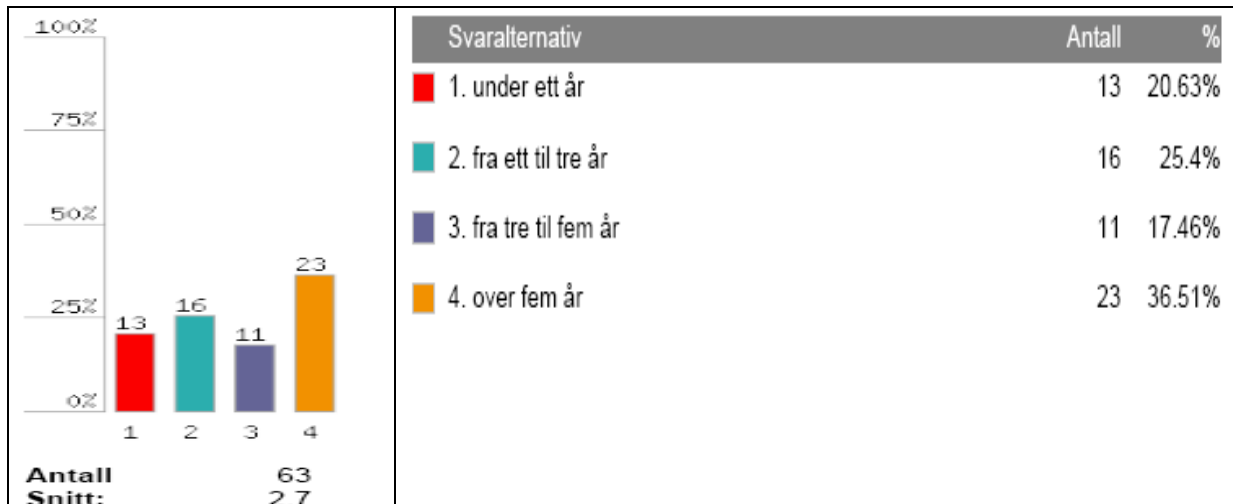 100%
75%
50%
25%
0%
13
16
11
23
1 2 3 4
Antall 63
Snitt: 2.7
Svaralternativ Antall %
1. under ett år 13 20.63%
2. fra ett til tre år 16 25.4%
3. fra tre til fem år 11 17.46%
4. over fem år 23 36.51%